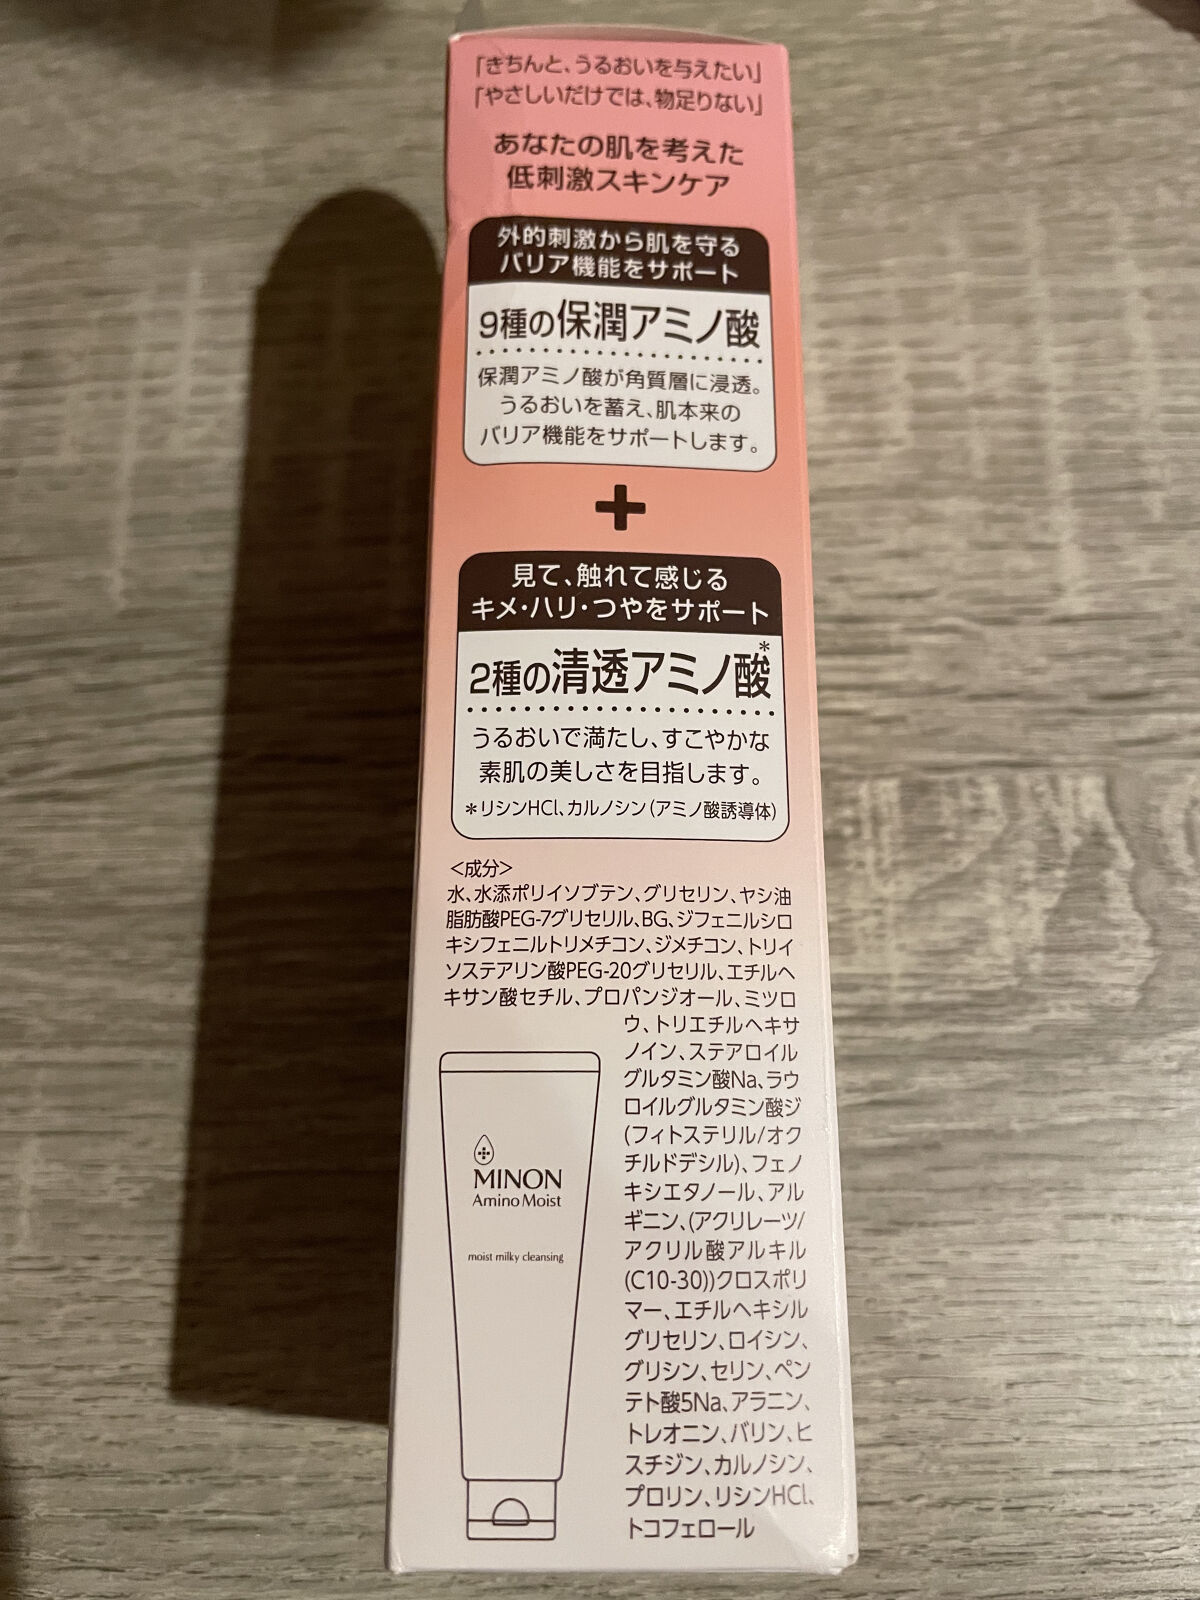 「きちんと、うるおいを与えたい」
「やさしいだけでは、物足りない」
あなたの肌を考えた
低刺激スキンケア
外的刺激から肌を守る
バリア機能をサポート
9種の保潤アミノ酸
保潤アミノ酸が角質層に浸透。
うるおいを蓄え、肌本来の
バリア機能をサポートします。
+
見て、触れて感じる
キメ・ハリ・つやをサポート
2種の清透アミノ酸*
うるおいで満たし、すこやかな
素肌の美しさを目指します。
*リシンHCl、カルノシン(アミノ酸誘導体)
<成分>
水、水添ポリイソブテン、グリセリン、ヤシ油
脂肪酸PEG-7グリセリル、BG、ジフェニルシロ
キシフェニルトリメチコン、ジメチコン、トリイ
ソステアリン酸PEG-20グリセリル、エチルヘ
キサン酸セチル、プロパンジオール、ミツロ
ウ、トリエチルヘキサ
ノイン、ステアロイル
グルタミン酸Na、ラウ
ロイルグルタミン酸ジ
(フィトステリル/オク
チルドデシル)、フェノ
キシエタノール、アル
ギニン、(アクリレーツ/
アクリル酸アルキル
(C10-30))クロスポリ
マー、エチルヘキシル
グリセリン、ロイシン、
グリシン、セリン、ペン
テト酸5Na、アラニン、
トレオニン、バリン、ヒ
スチジン、カルノシン、
プロリン、リシンHCl、
トコフェロール
MINON
Amino Moist
moist milky cleansing